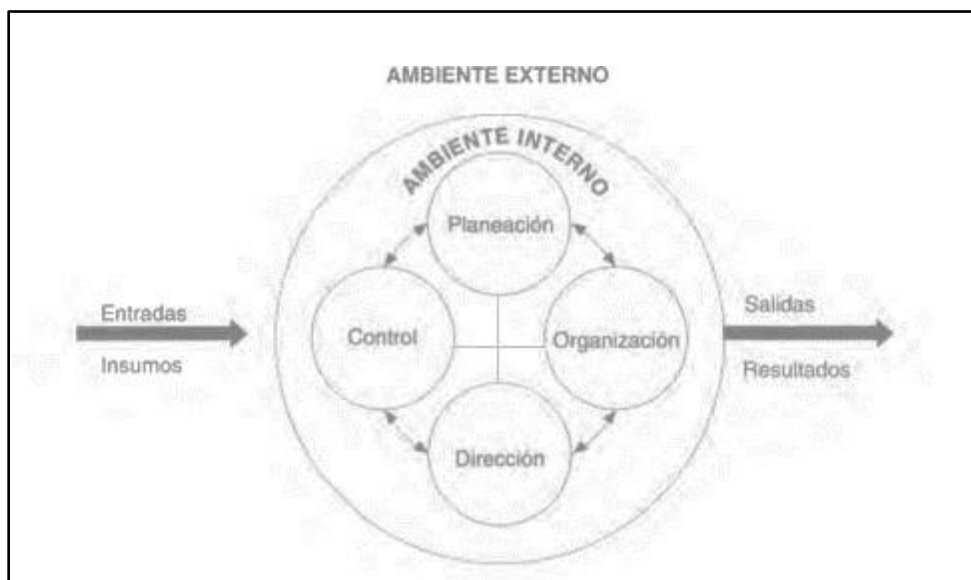 AMBIENTE EXTERNO
AMBIENTE INTERNO
Planeación
Entradas
Insumos
Control
Organización
Salidas
Resultados
Dirección